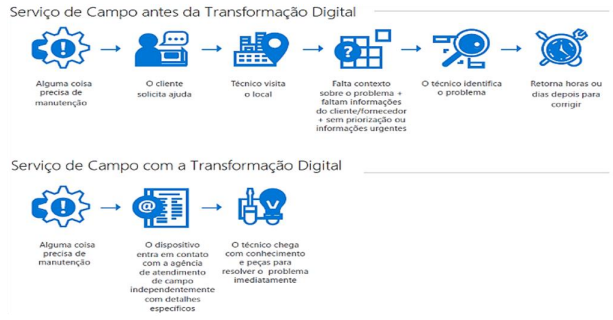 Serviço de Campo antes da Transformação Digital
Alguma coisa
precisa de
manutenção
O cliente
solicita ajuda
Técnico visita
o local
Falta contexto
sobre o problema +
faltam informações
do cliente/fornecedor
+ sem priorização ou
informações urgentes
O técnico identifica
o problema
Retorna horas ou
dias depois para
corrigir
Serviço de Campo com a Transformação Digital
Alguma coisa
precisa de
manutenção
O dispositivo
entra em contato
com a agência
de atendimento
de campo
independentemente
com detalhes
específicos
O técnico chega
com conhecimento
e peças para
resolver o problema
imediatamente